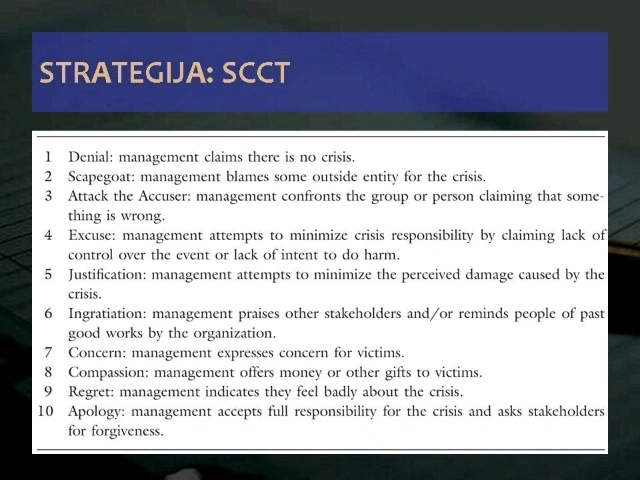 STRATEGIJA: SCCT
1 Denial: management claims there is no crisis.
2 Scapegoat: management blames some outside entity for the crisis.
3 Attack the Accuser: management confronts the group or person claiming that some-
thing is wrong.
4 Excuse: management attempts to minimize crisis responsibility by claiming lack of
control over the event or lack of intent to do harm.
5 Justification: management attempts to minimize the perceived damage caused by the
crisis.
6 Ingratiation: management praises other stakeholders and/or reminds people of past
good works by the organization.
7 Concern: management expresses concern for victims.
8 Compassion: management offers money or other gifts to victims.
9 Regret: management indicates they feel badly about the crisis.
10 Apology: management accepts full responsibility for the crisis and asks stakeholders
for forgiveness.